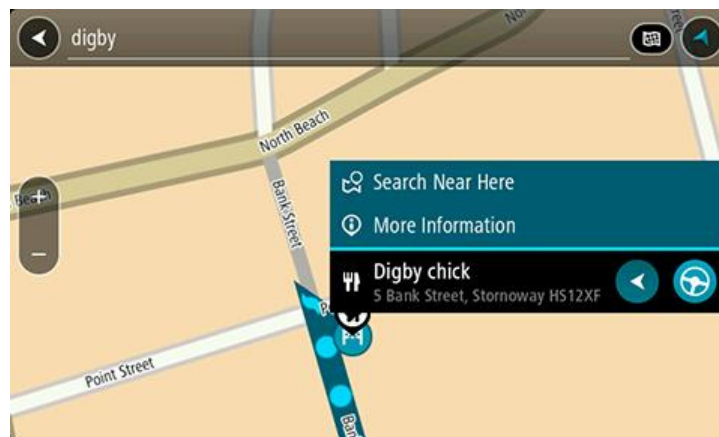 digby
North Beach
Bank Street
Search Near Here
More Information
Digby chick
5 Bank Street, Stornoway HS12XF
Point Street